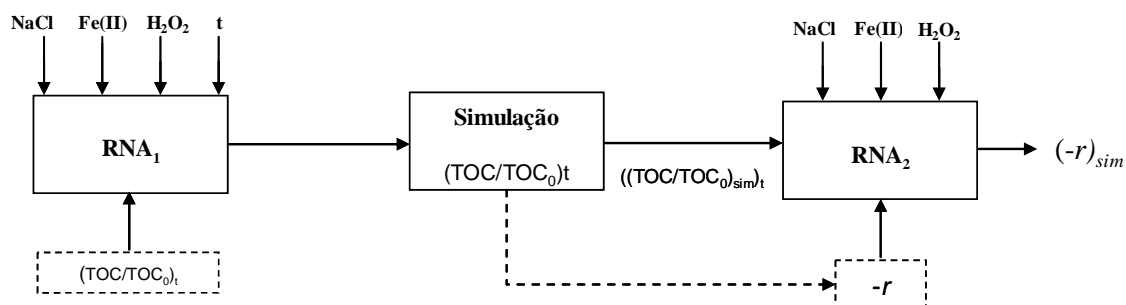 NaCl Fe(II) H₂O₂ t
RNA₁
(TOC/TOC₀)ₜ
Simulação
(TOC/TOC₀)t
((TOC/TOC₀)sim)ₜ
NaCl Fe(II) H₂O₂
RNA₂
-r
(-r)sim